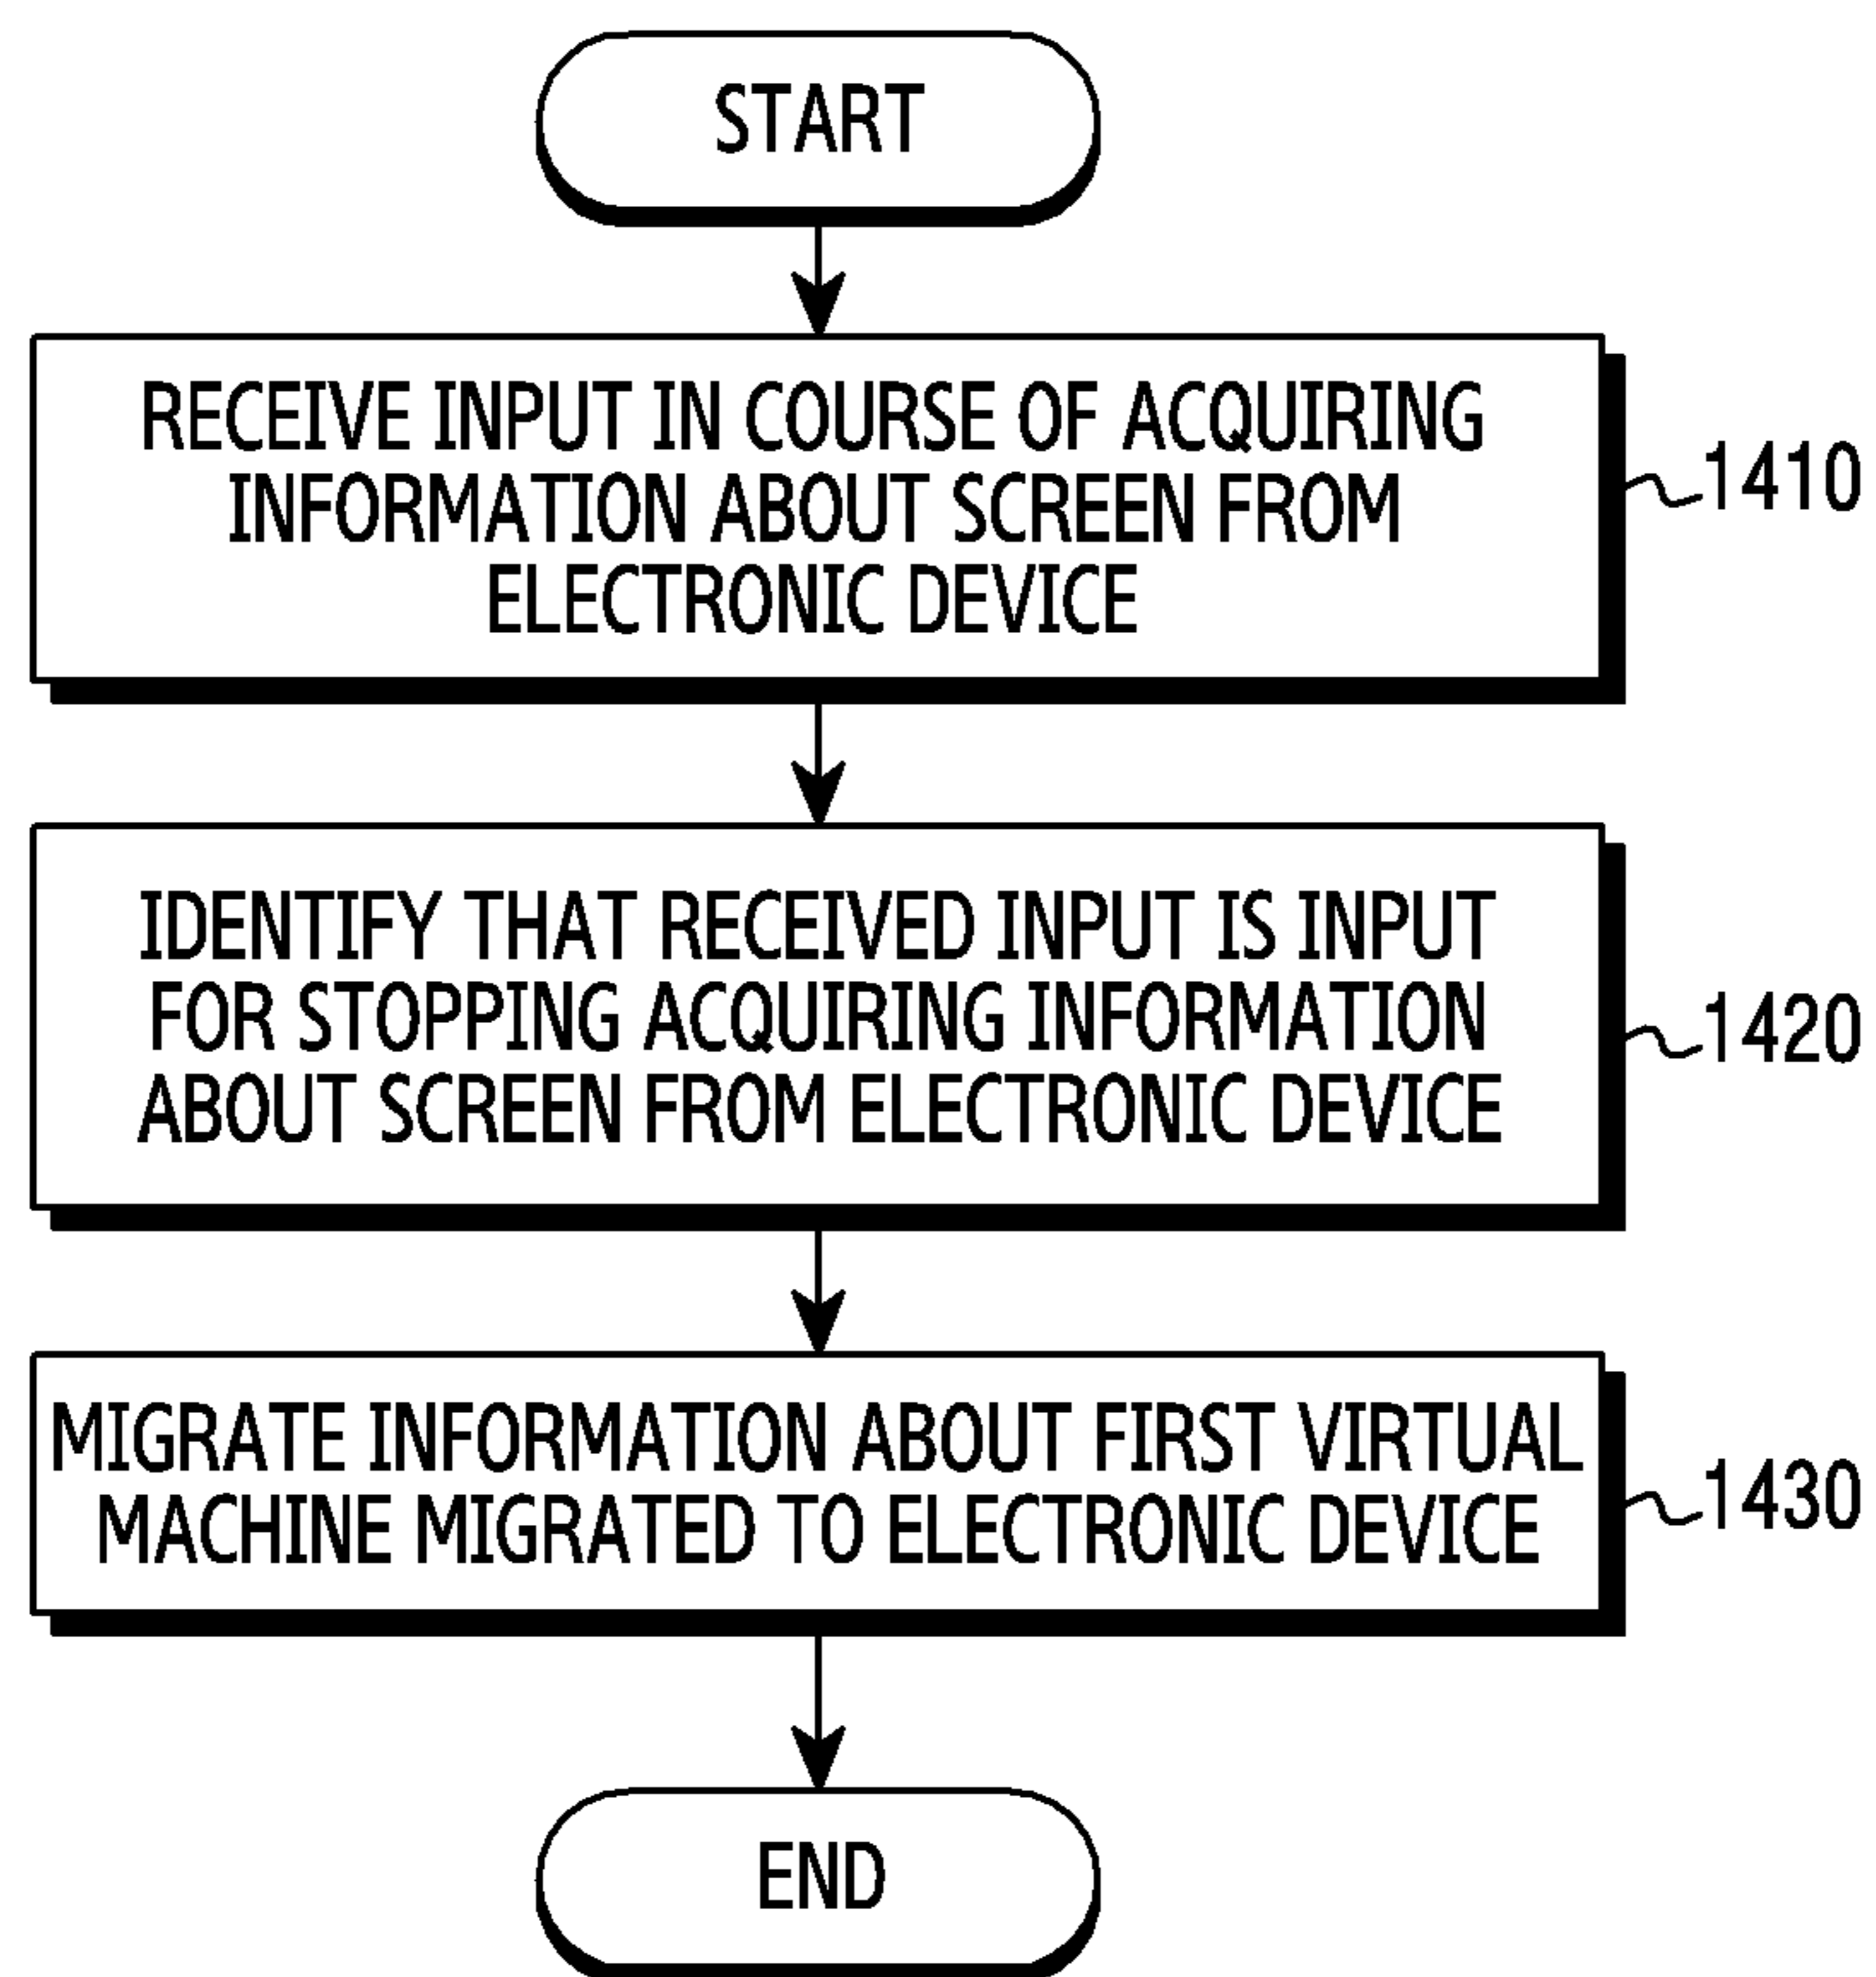 START
RECEIVE INPUT IN COURSE OF ACQUIRING
INFORMATION ABOUT SCREEN FROM
ELECTRONIC DEVICE
1410
IDENTIFY THAT RECEIVED INPUT IS INPUT
FOR STOPPING ACQUIRING INFORMATION
ABOUT SCREEN FROM ELECTRONIC DEVICE
1420
MIGRATE INFORMATION ABOUT FIRST VIRTUAL
MACHINE MIGRATED TO ELECTRONIC DEVICE
1430
END